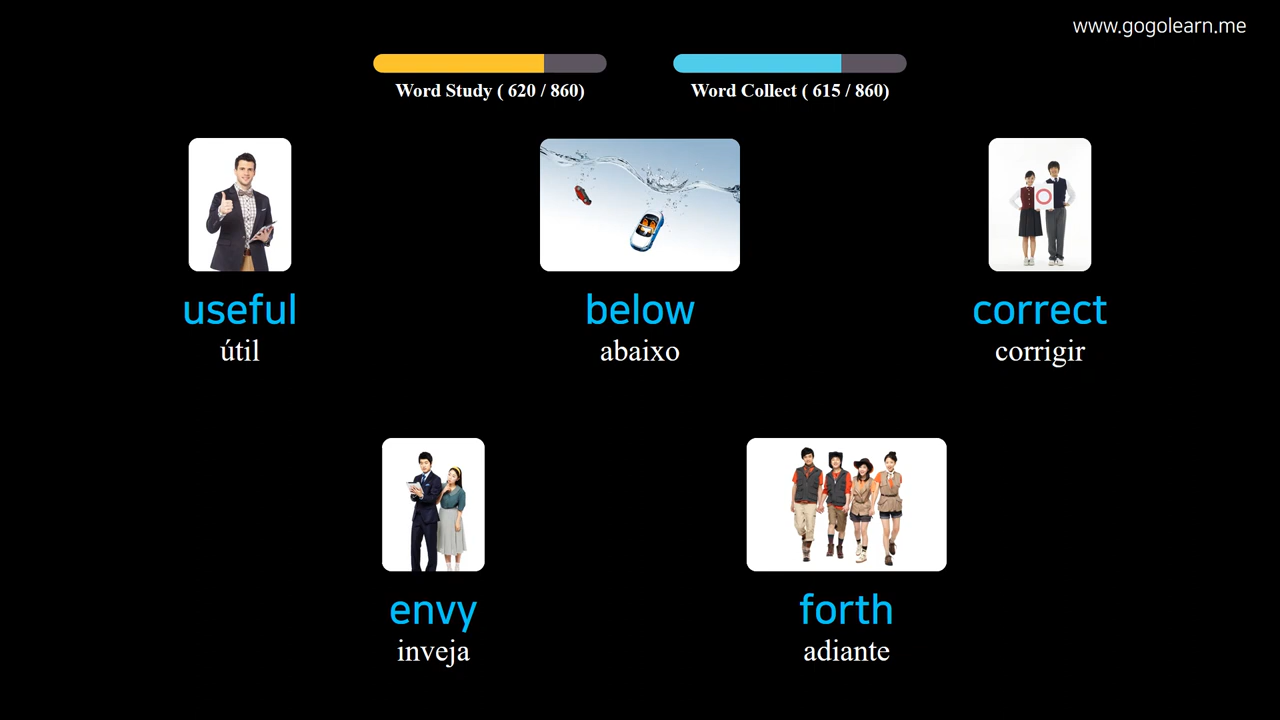 www.gogolearn.me
Word Study ( 620 / 860)
Word Collect ( 615 / 860)
useful
below
correct
útil
abaixo
corrigir
envy
forth
inveja
adiante